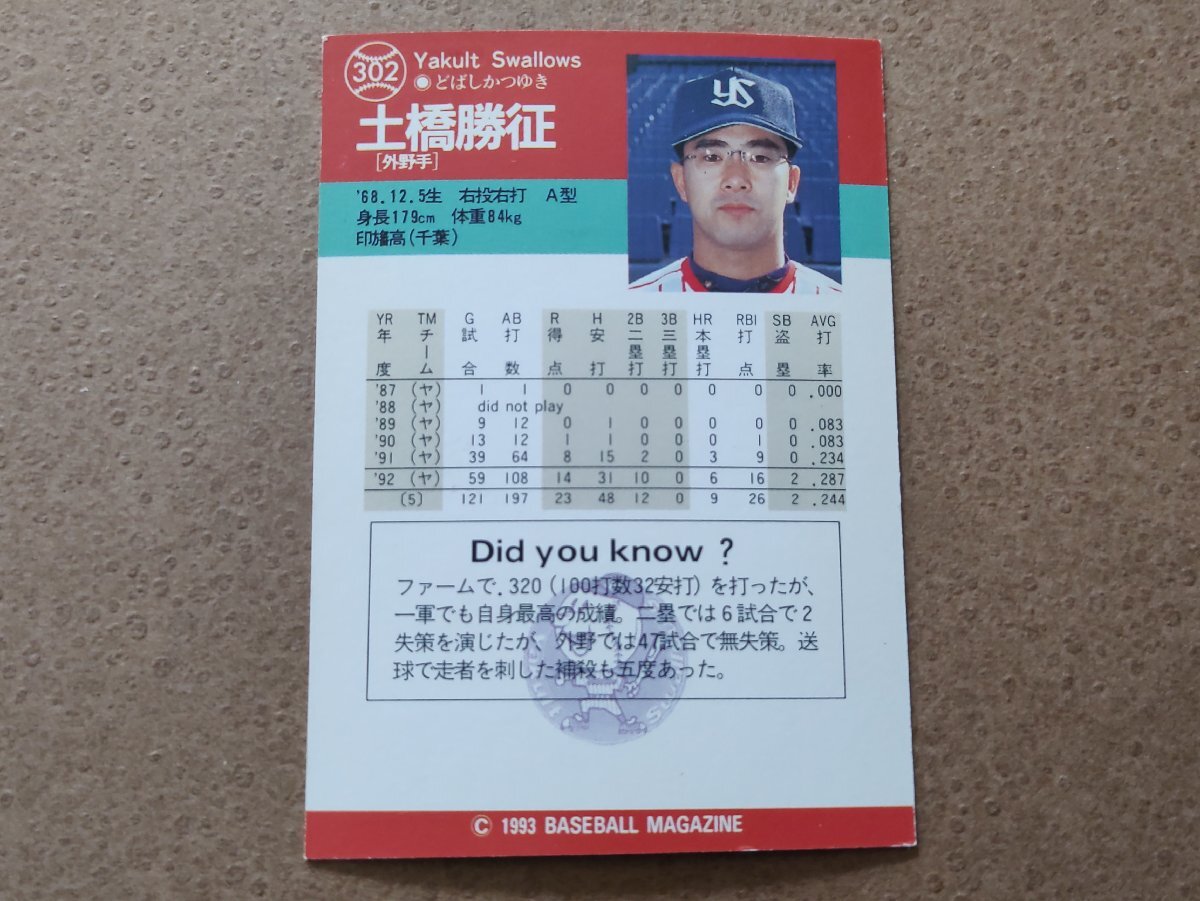 302 Yakult Swallows
●どばしかつゆき
土橋勝征
[外野手]
YS
'68.12.5生 右投右打 A型
身長179cm 体重84kg
印旛高(千葉)
YR TM G AB R H 2B 3B HR RBI SB AVG
年度 チーム 試合 打数 得点 安打 二塁打 三塁打 本塁打 打点 盗塁 打率
'87 (ヤ) 1 1 0 0 0 0 0 0 0 .000
'88 (ヤ) did not play
'89 (ヤ) 9 12 0 1 0 0 0 0 0 .083
'90 (ヤ) 13 12 1 1 0 0 0 1 0 .083
'91 (ヤ) 39 64 8 15 2 0 3 9 0 .234
'92 (ヤ) 59 108 14 31 10 0 6 16 2 .287
(5) 121 197 23 48 12 0 9 26 2 .244
Did you know ?
ファームで.320(100打数32安打)を打ったが、
一軍でも自身最高の成績。二塁では6試合で2
失策を演じたが、外野では47試合で無失策。送
球で走者を刺した補殺も五度あった。
© 1993 BASEBALL MAGAZINE